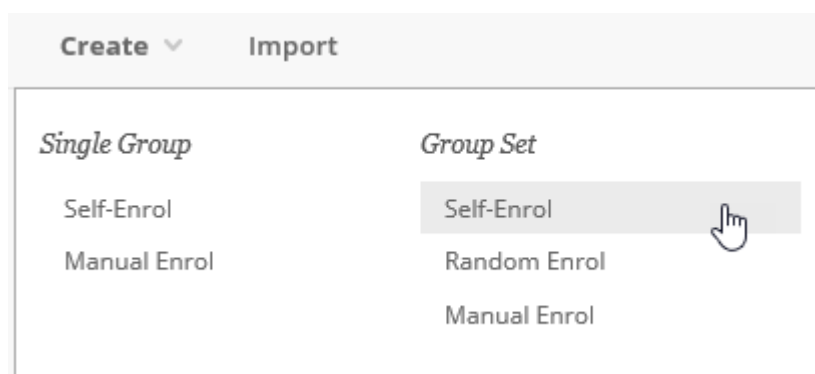 Create Import
Single Group
Self-Enrol
Manual Enrol
Group Set
Self-Enrol
Random Enrol
Manual Enrol